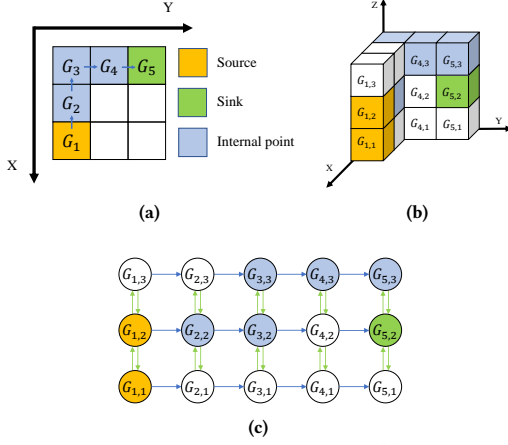 Y
X
G3 G4 G5
G2
G1
Source
Sink
Internal point
(a)
Z
Y
X
G1,3
G1,2
G1,1
G4,3 G5,3
G4,2 G5,2
G4,1 G5,1
(b)
G1,3 G2,3 G3,3 G4,3 G5,3
G1,2 G2,2 G3,2 G4,2 G5,2
G1,1 G2,1 G3,1 G4,1 G5,1
(c)